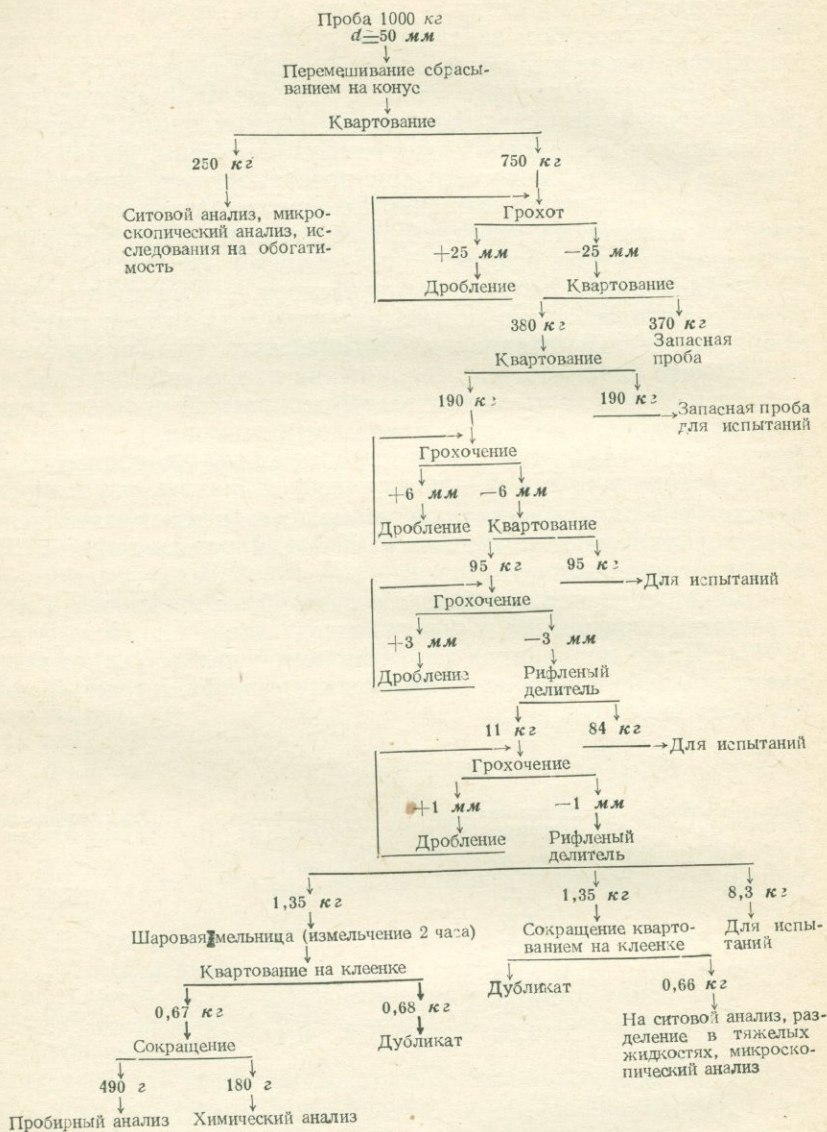 Проба 1000 кг
d=50 мм
Перемешивание сбрасы-
ванием на конус
Квартование
250 кг 750 кг
Ситовой анализ, микро-
скопический анализ, ис-
следования на обогати-
мость
Грохот
+25 мм —25 мм
Дробление Квартование
380 кг 370 кг
Запасная
проба
Квартование
190 кг 190 кг
Запасная проба
для испытаний
Грохочение
+6 мм —6 мм
Дробление Квартование
95 кг 95 кг
Для испытаний
Грохочение
+3 мм —3 мм
Дробление Рифленый
делитель
11 кг 84 кг
Для испытаний
Грохочение
+1 мм —1 мм
Дробление Рифленый
делитель
1,35 кг 1,35 кг 8,3 кг
Шаровая мельница (измельчение 2 часа)
Сокращение кварто-
ванием на клеенке
Для испы-
таний
Квартование на клеенке
Дубликат 0,66 кг
0,67 кг 0,68 кг
На ситовой анализ, раз-
деление в тяжелых
жидкостях, микроско-
пический анализ
Сокращение Дубликат
490 г 180 г
Пробирный анализ Химический анализ